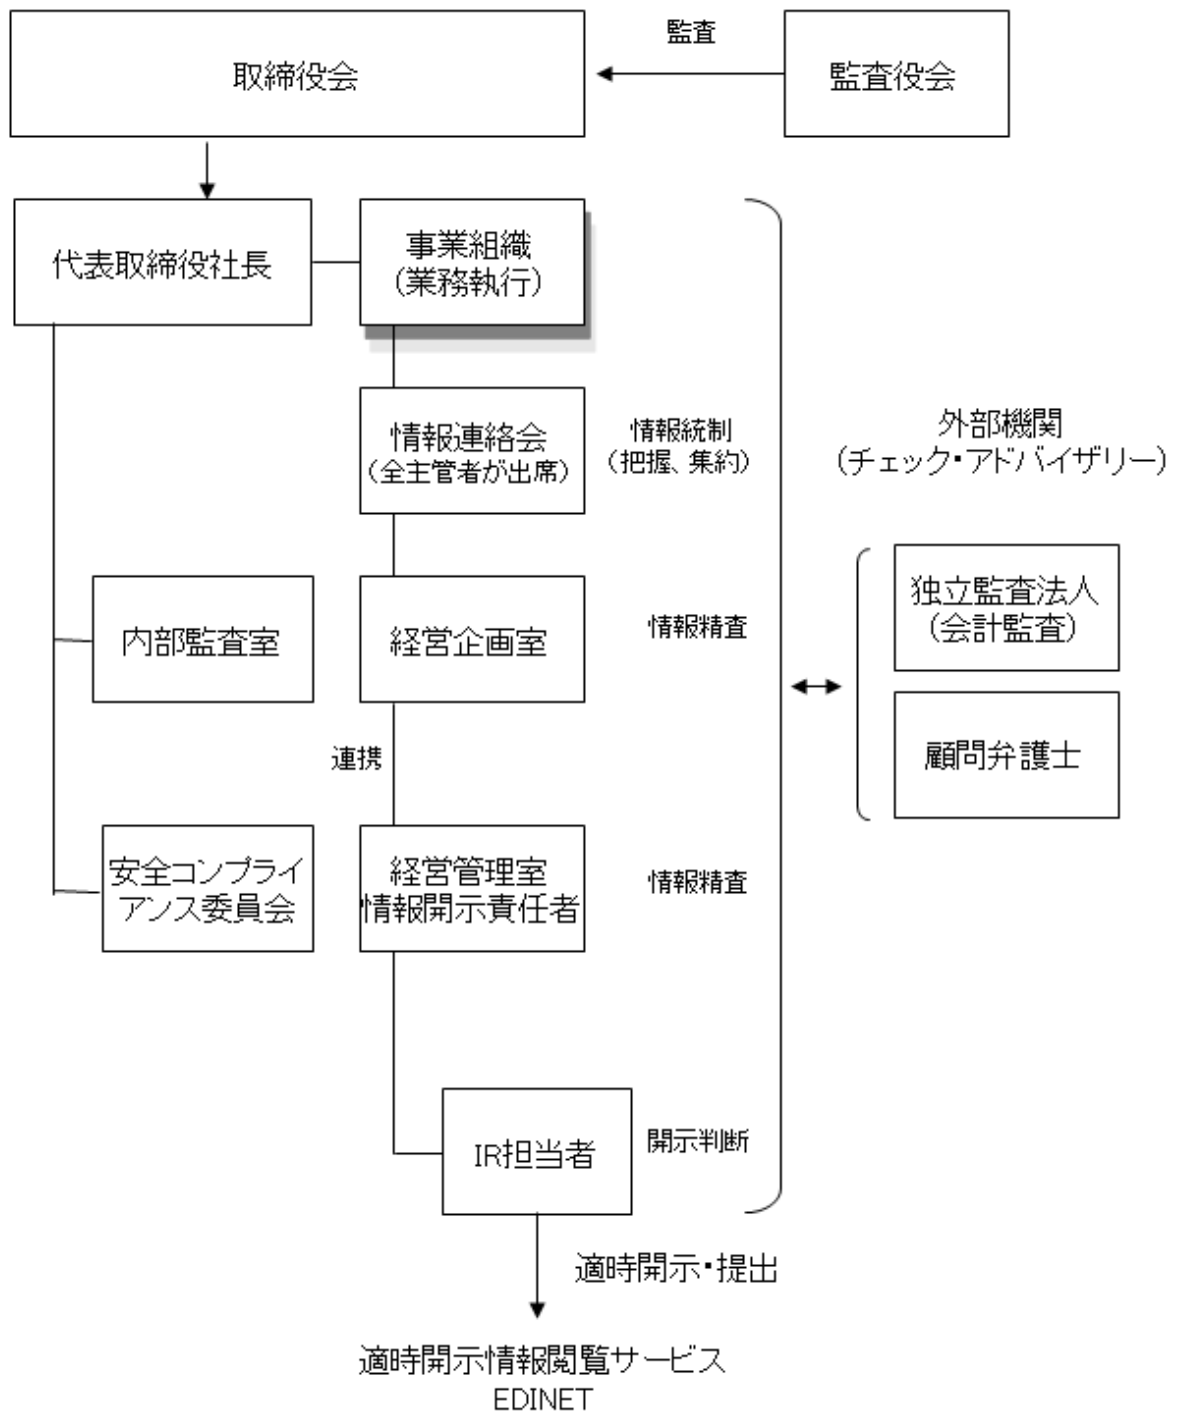 監査
取締役会
監査役会
代表取締役社長
事業組織
(業務執行)
情報連絡会
(全主管者が出席)
情報統制
(把握、集約)
外部機関
(チェック・アドバイザリー)
独立監査法人
(会計監査)
内部監査室
経営企画室
情報精査
顧問弁護士
連携
安全コンプライ
アンス委員会
経営管理室
情報開示責任者
情報精査
IR担当者
開示判断
適時開示・提出
適時開示情報閲覧サービス
EDINET